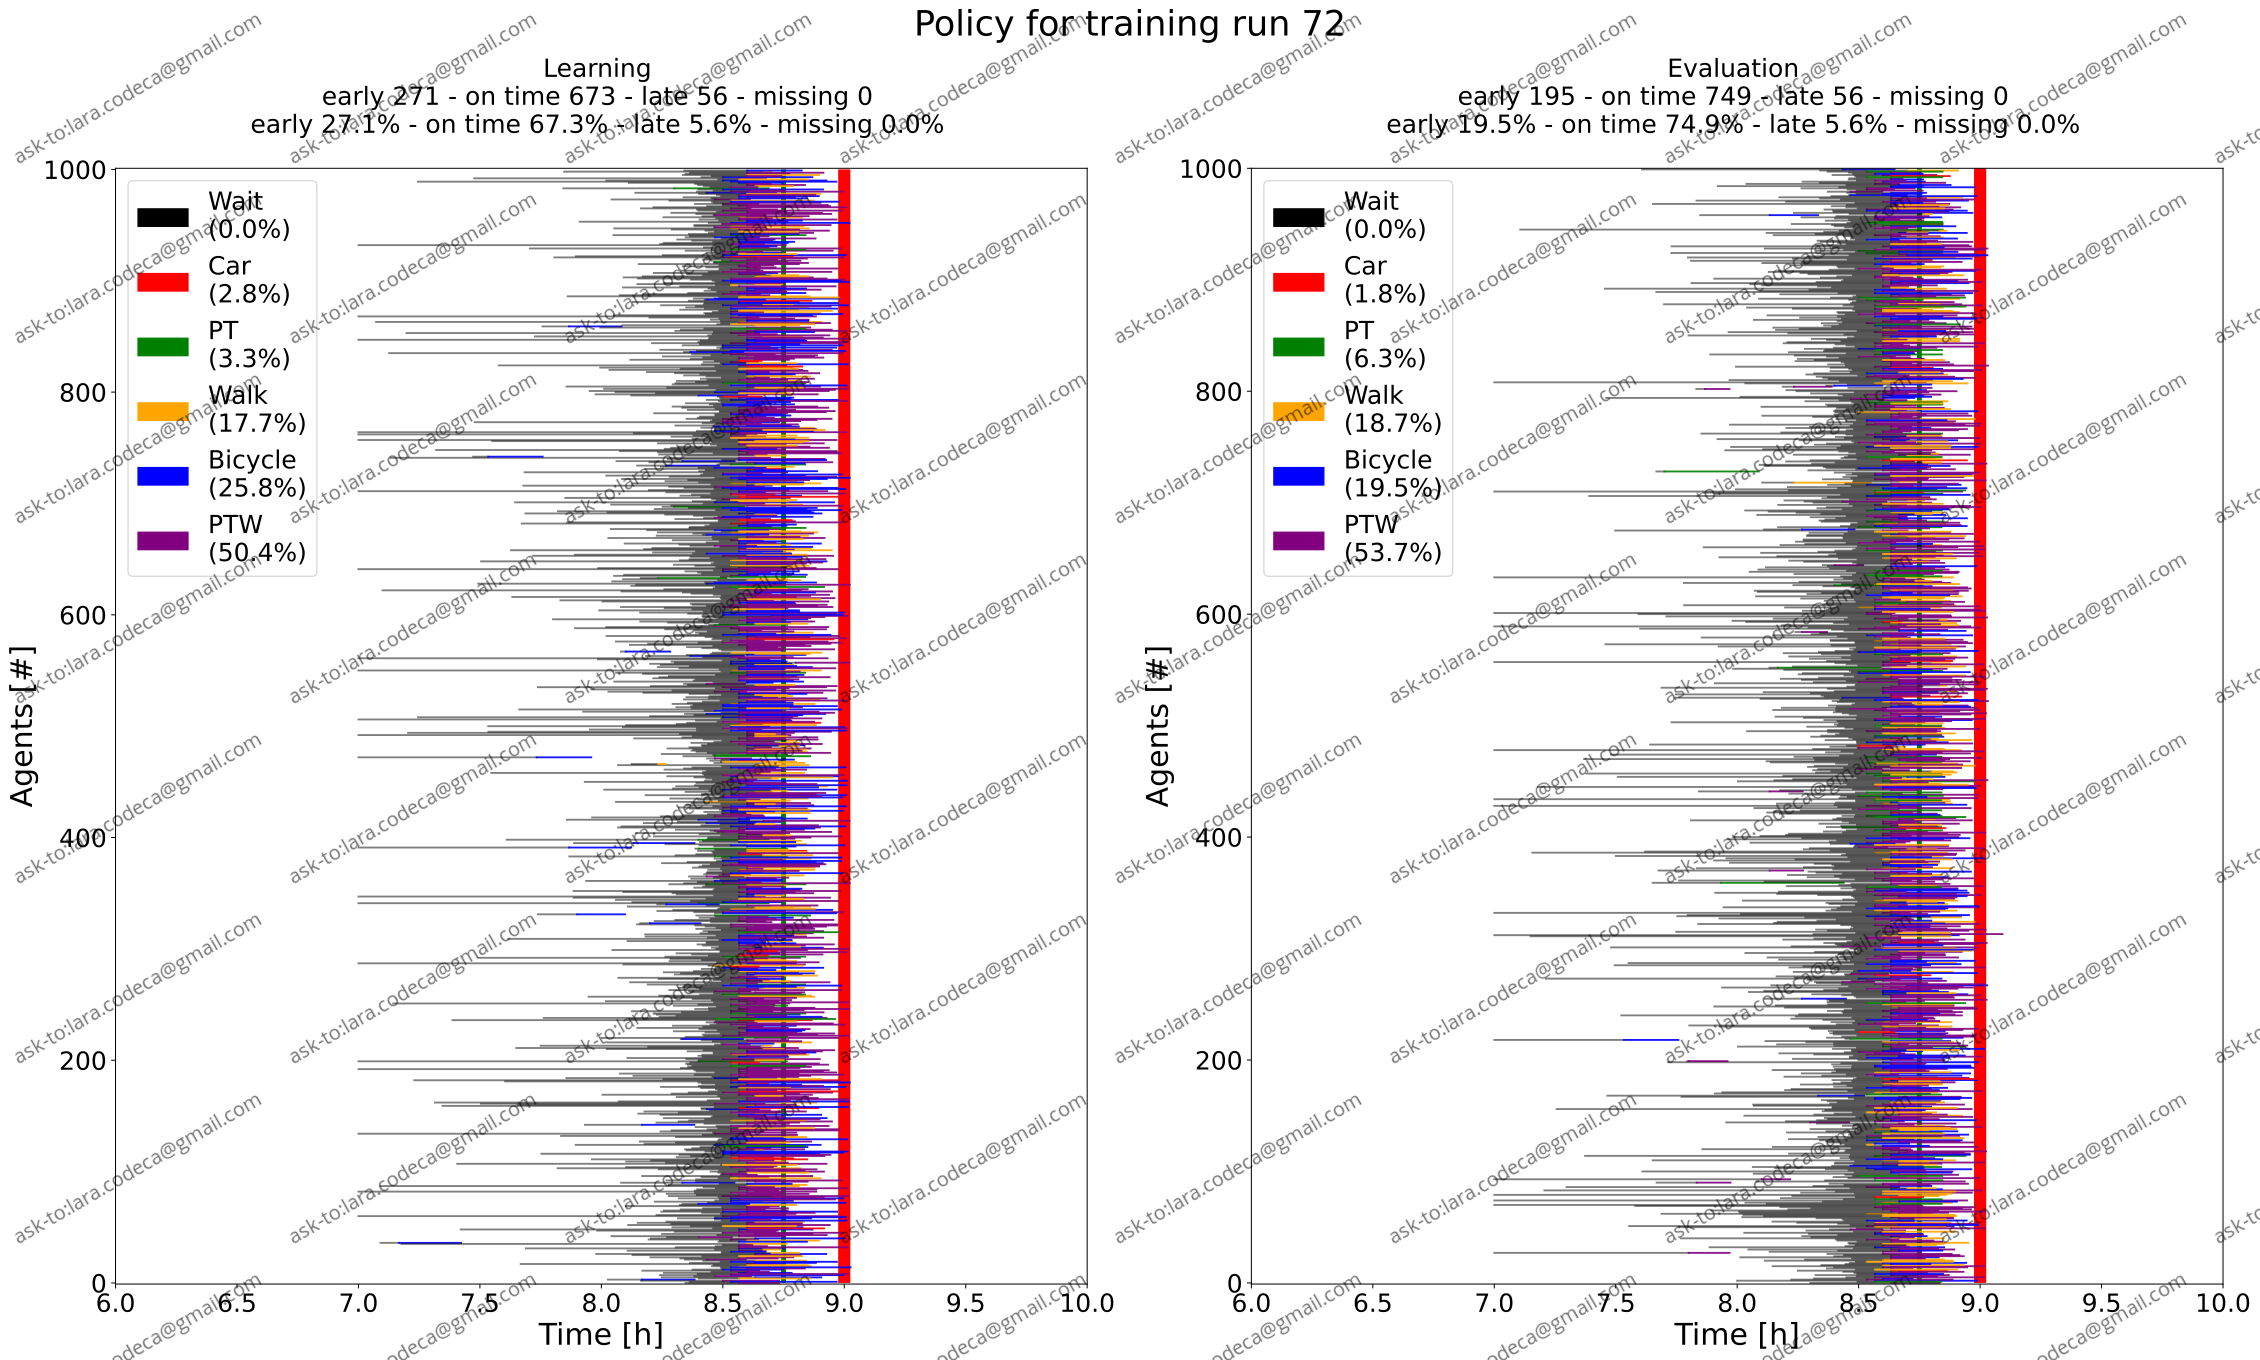 Policy for training run 72
Learning
early 271 - on time 673 - late 56 - missing 0
early 27.1% - on time 67.3% - late 5.6% - missing 0.0%
Agents [#]
1000
800
600
400
200
0
Wait
(0.0%)
Car
(2.8%)
PT
(3.3%)
Walk
(17.7%)
Bicycle
(25.8%)
PTW
(50.4%)
6.0 6.5 7.0 7.5 8.0 8.5 9.0 9.5 10.0
Time [h]
Evaluation
early 195 - on time 749 - late 56 - missing 0
early 19.5% - on time 74.9% - late 5.6% - missing 0.0%
Agents [#]
1000
800
600
400
200
0
Wait
(0.0%)
Car
(1.8%)
PT
(6.3%)
Walk
(18.7%)
Bicycle
(19.5%)
PTW
(53.7%)
6.0 6.5 7.0 7.5 8.0 8.5 9.0 9.5 10.0
Time [h]
ask-to:lara.codeca@gmail.com